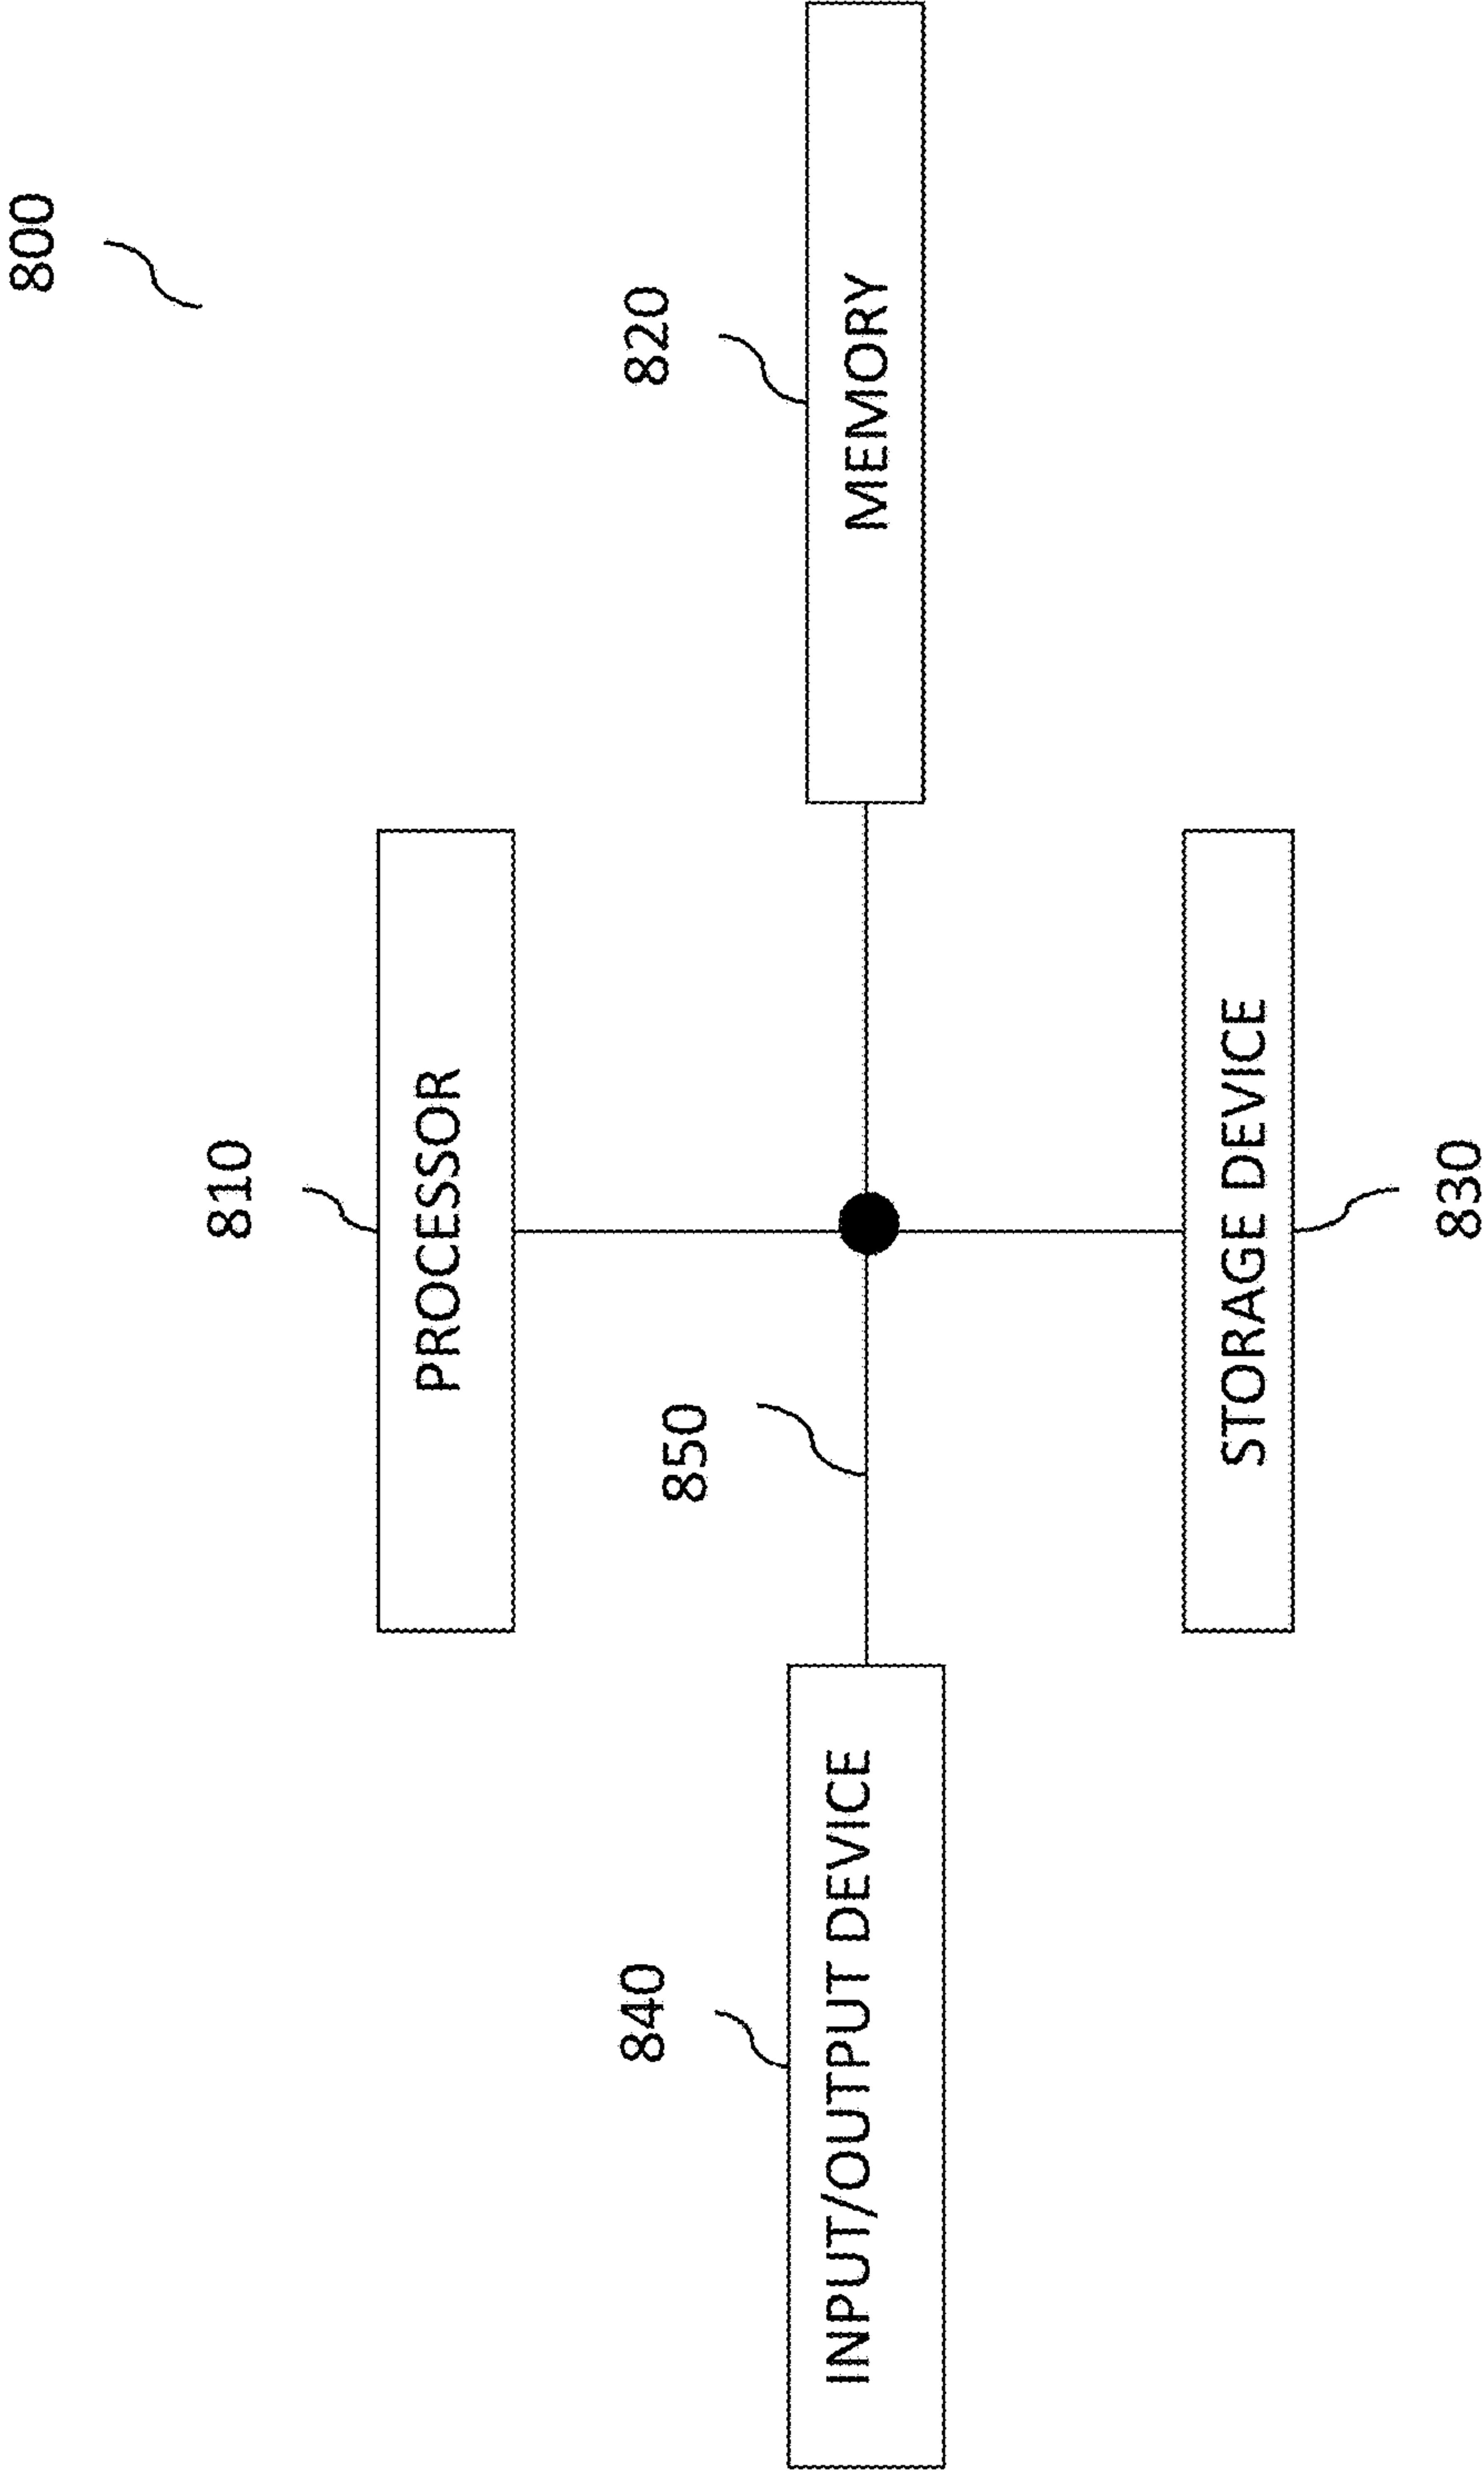 800
810
PROCESSOR
840
INPUT/OUTPUT DEVICE
850
820
MEMORY
STORAGE DEVICE
830